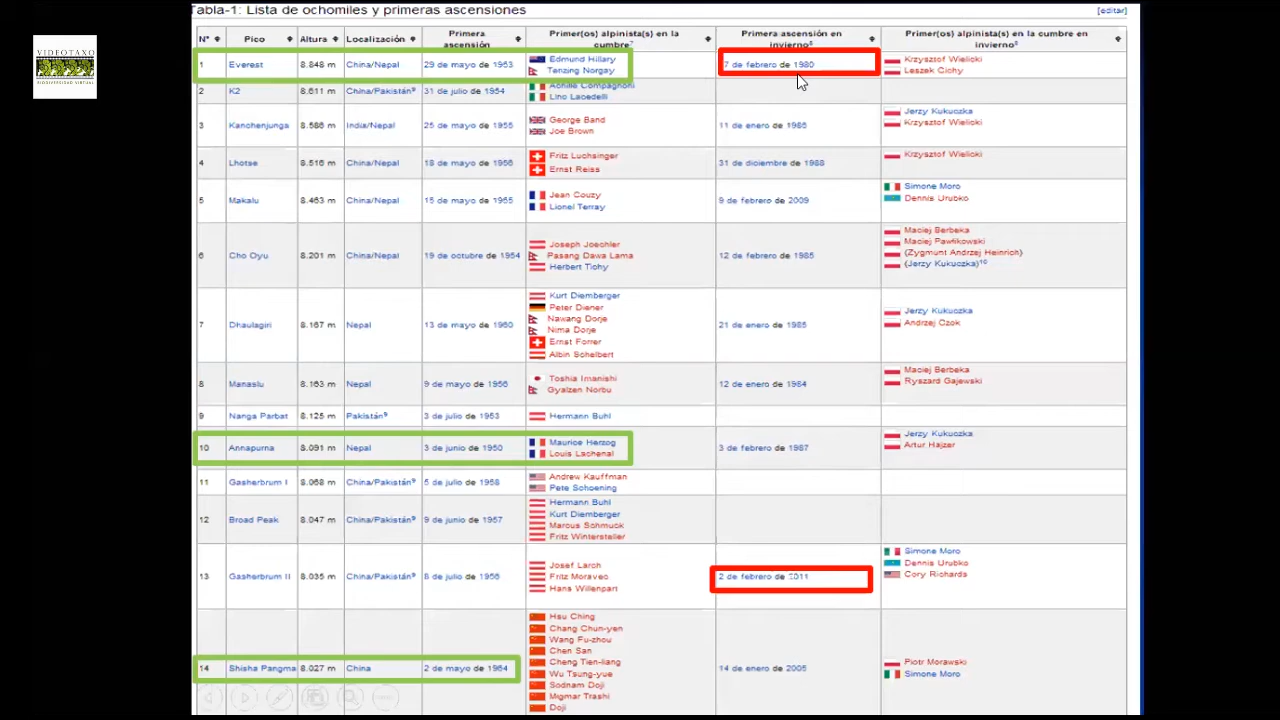 VIDEOTAXO
BIODIVERSIDAD VIRTUAL
Tabla-1: Lista de ochomiles y primeras ascensiones
[editar]
Nº Pico Altura Localización Primera ascensión Primer(os) alpinista(s) en la cumbre⁷ Primera ascensión en invierno⁸ Primer(os) alpinista(s) en la cumbre en invierno⁸
1 Everest 8.848 m China/Nepal 29 de mayo de 1953 Edmund Hillary Tenzing Norgay 17 de febrero de 1980 Krzysztof Wielicki Leszek Cichy
2 K2 8.611 m China/Pakistán⁹ 31 de julio de 1954 Achille Compagnoni Lino Lacedelli
3 Kanchenjunga 8.586 m India/Nepal 25 de mayo de 1955 George Band Joe Brown 11 de enero de 1986 Jerzy Kukuczka Krzysztof Wielicki
4 Lhotse 8.516 m China/Nepal 18 de mayo de 1956 Fritz Luchsinger Ernst Reiss 31 de diciembre de 1988 Krzysztof Wielicki
5 Makalu 8.463 m China/Nepal 15 de mayo de 1955 Jean Couzy Lionel Terray 9 de febrero de 2009 Simone Moro Dennis Urubko
6 Cho Oyu 8.201 m China/Nepal 19 de octubre de 1954 Joseph Joechler Pasang Dawa Lama Herbert Tichy 12 de febrero de 1985 Maciej Berbeka Maciej Pawlikowski (Zygmunt Andrzej Heinrich) (Jerzy Kukuczka)¹⁰
7 Dhaulagiri 8.167 m Nepal 13 de mayo de 1960 Kurt Diemberger Peter Diener Nawang Dorje Nima Dorje Ernst Forrer Albin Schelbert 21 de enero de 1985 Jerzy Kukuczka Andrzej Czok
8 Manaslu 8.163 m Nepal 9 de mayo de 1956 Toshia Imanishi Gyalzen Norbu 12 de enero de 1984 Maciej Berbeka Ryszard Gajewski
9 Nanga Parbat 8.125 m Pakistán⁹ 3 de julio de 1953 Hermann Buhl
10 Annapurna 8.091 m Nepal 3 de junio de 1950 Maurice Herzog Louis Lachenal 3 de febrero de 1987 Jerzy Kukuczka Artur Hajzer
11 Gasherbrum I 8.068 m China/Pakistán⁹ 5 de julio de 1958 Andrew Kauffman Pete Schoening
12 Broad Peak 8.047 m China/Pakistán⁹ 9 de junio de 1957 Hermann Buhl Kurt Diemberger Marcus Schmuck Fritz Wintersteller
13 Gasherbrum II 8.035 m China/Pakistán⁹ 8 de julio de 1956 Josef Larch Fritz Moravec Hans Willenpart 2 de febrero de 2011 Simone Moro Dennis Urubko Cory Richards
14 Shisha Pangma 8.027 m China 2 de mayo de 1964 Hsu Ching Chang Chun-yen Wang Fu-zhou Chen San Cheng Tien-liang Wu Tsung-yue Sodnam Doji Migmar Trashi Doji 14 de enero de 2005 Piotr Morawski Simone Moro